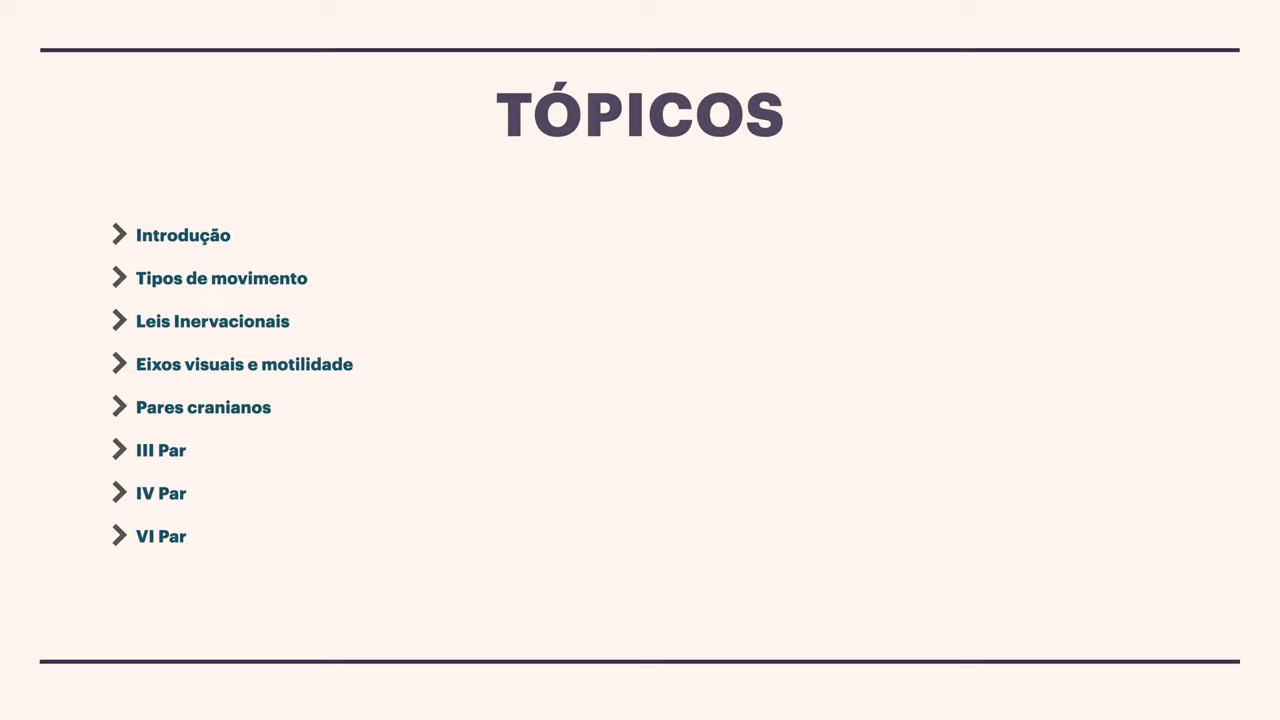 TÓPICOS
Introdução
Tipos de movimento
Leis Inervacionais
Eixos visuais e motilidade
Pares cranianos
III Par
IV Par
VI Par